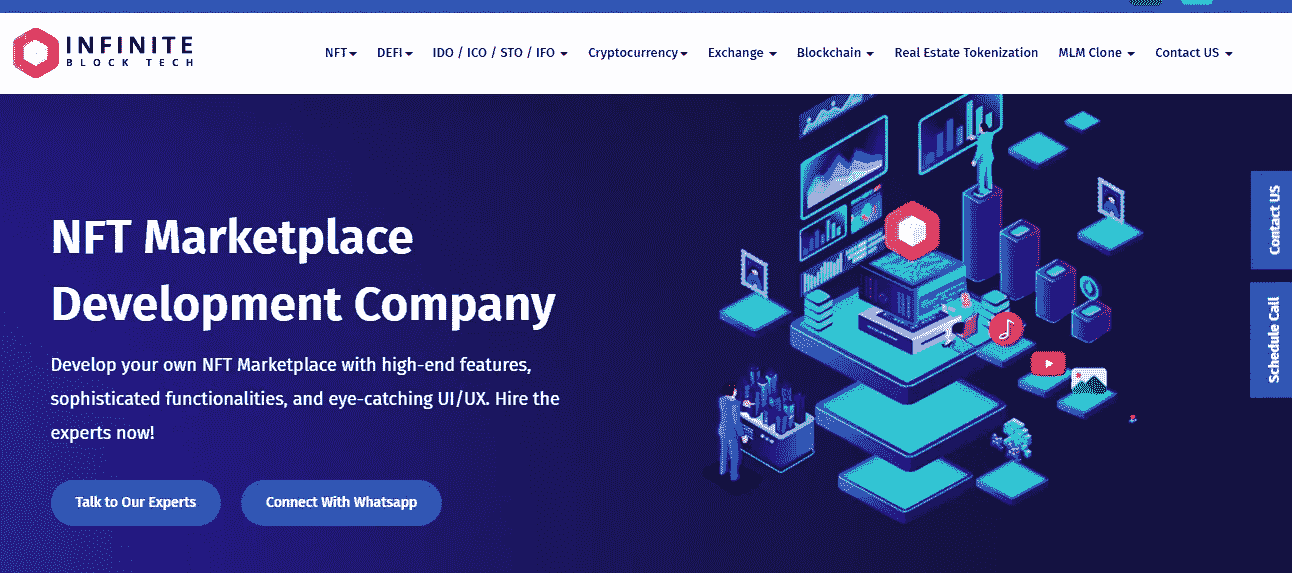 INFINITE
BLOCK TECH
NFT
DEFI
IDO / ICO / STO / IFO
Cryptocurrency
Exchange
Blockchain
Real Estate Tokenization
MLM Clone
Contact US
NFT Marketplace
Development Company
Develop your own NFT Marketplace with high-end features,
sophisticated functionalities, and eye-catching UI/UX. Hire the
experts now!
Talk to Our Experts
Connect With Whatsapp
Contact US
Schedule Call